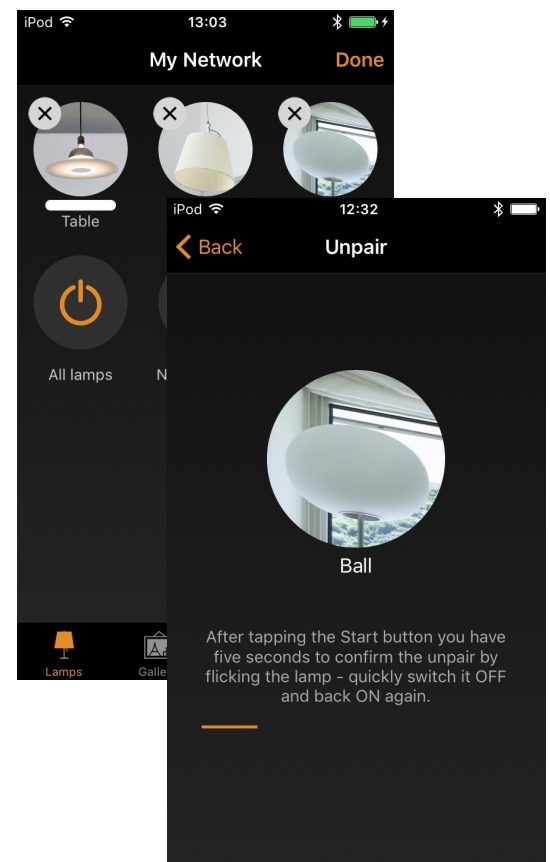 iPod 13:03
My Network Done
Table
All lamps N
Lamps Galle
iPod 12:32
Back Unpair
Ball
After tapping the Start button you have
five seconds to confirm the unpair by
flicking the lamp - quickly switch it OFF
and back ON again.